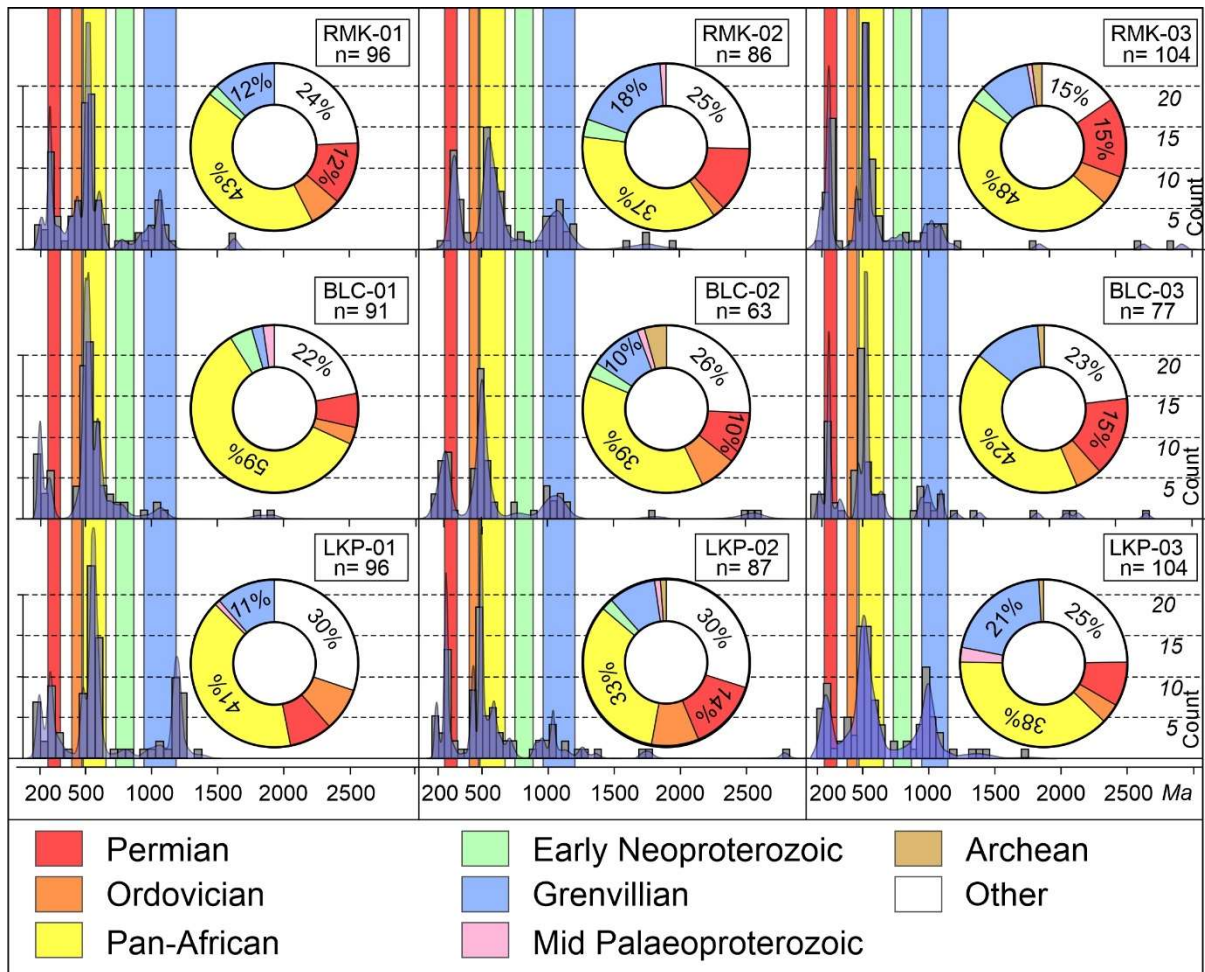 RMK-01
n= 96
12%
24%
12%
43%
RMK-02
n= 86
18%
25%
37%
RMK-03
n= 104
15%
15%
48%
20
15
10
5
Count
BLC-01
n= 91
22%
59%
BLC-02
n= 63
10%
26%
10%
39%
BLC-03
n= 77
23%
15%
42%
20
15
10
5
Count
LKP-01
n= 96
11%
30%
41%
LKP-02
n= 87
30%
14%
33%
LKP-03
n= 104
21%
25%
38%
20
15
10
5
Count
200 500 1000 2000 2500
200 500 1000 2000 2500
200 500 1000 2000 2500 Ma
Permian
Early Neoproterozoic
Archean
Ordovician
Grenvillian
Other
Pan-African
Mid Palaeoproterozoic